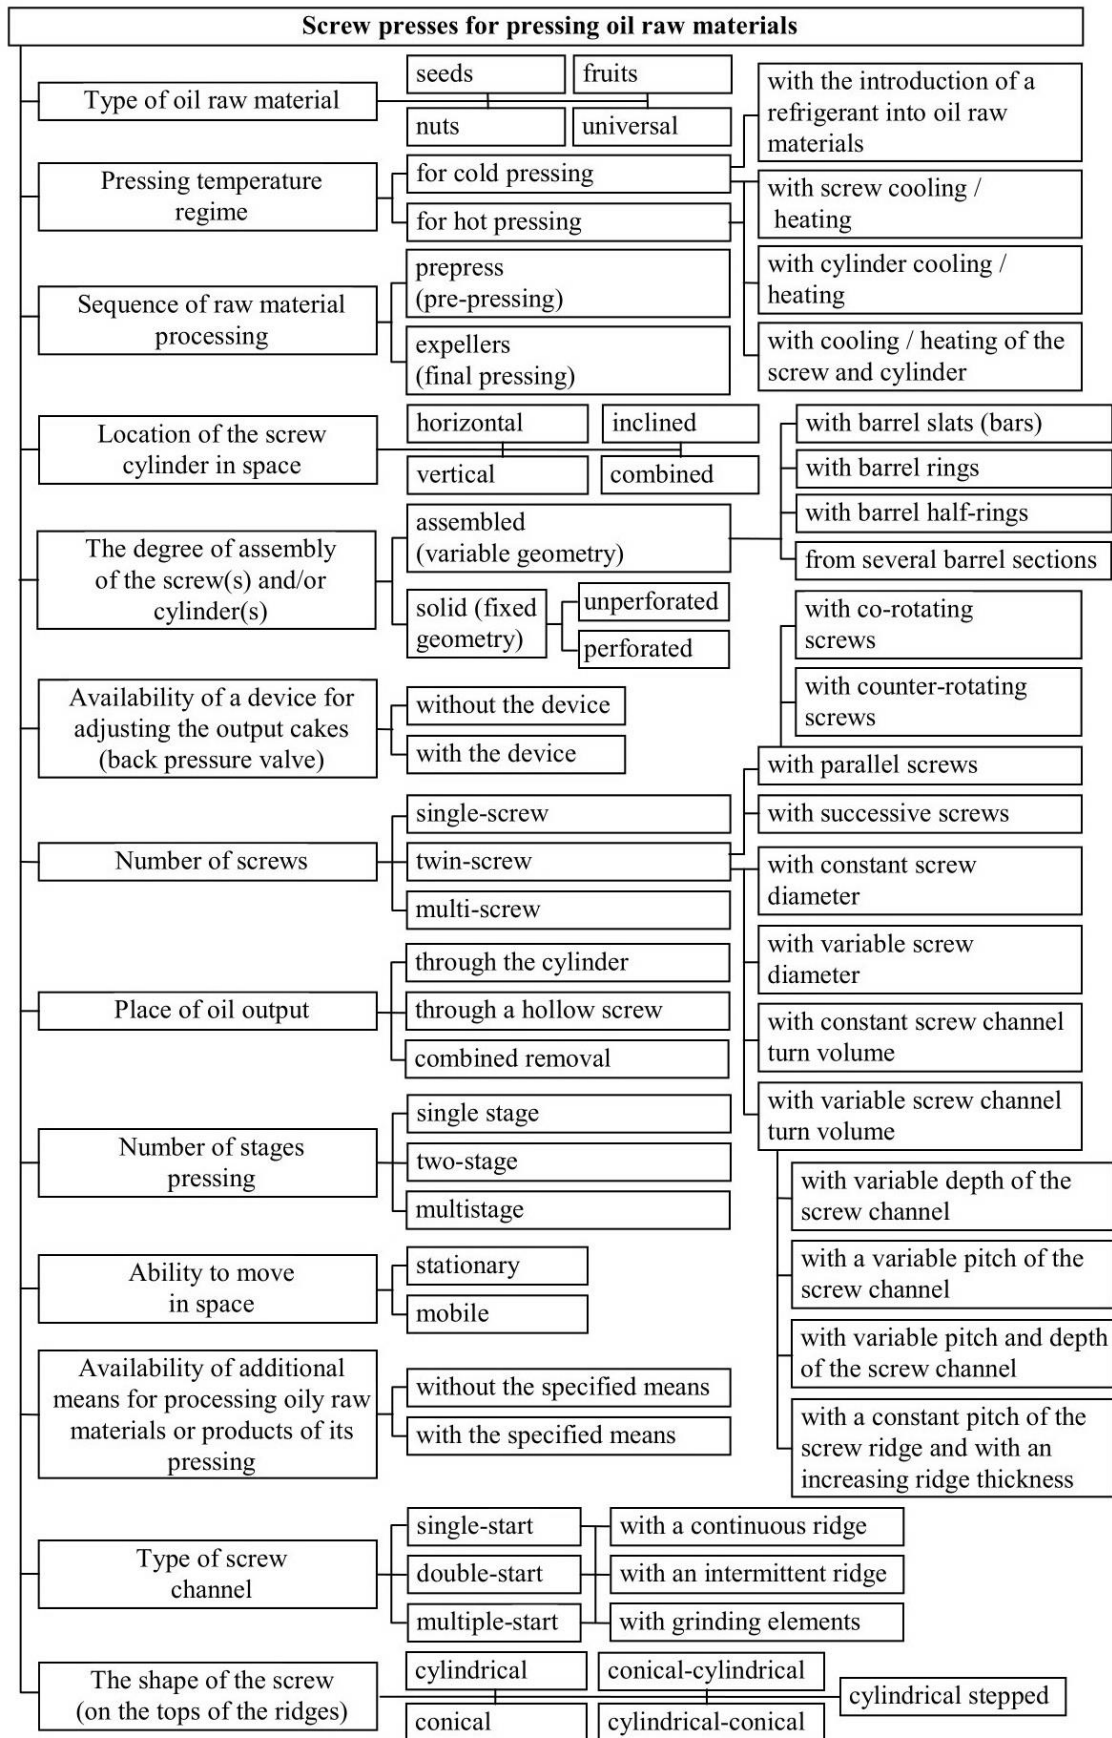 Screw presses for pressing oil raw materials
Type of oil raw material
seeds
fruits
nuts
universal
Pressing temperature
regime
for cold pressing
for hot pressing
with the introduction of a
refrigerant into oil raw
materials
with screw cooling /
heating
with cylinder cooling /
heating
with cooling / heating of the
screw and cylinder
Sequence of raw material
processing
prepress
(pre-pressing)
expellers
(final pressing)
Location of the screw
cylinder in space
horizontal
inclined
vertical
combined
The degree of assembly
of the screw(s) and/or
cylinder(s)
assembled
(variable geometry)
with barrel slats (bars)
with barrel rings
with barrel half-rings
from several barrel sections
solid (fixed
geometry)
unperforated
perforated
Availability of a device for
adjusting the output cakes
(back pressure valve)
without the device
with the device
Number of screws
single-screw
twin-screw
multi-screw
with co-rotating
screws
with counter-rotating
screws
with parallel screws
with successive screws
with constant screw
diameter
with variable screw
diameter
with constant screw channel
turn volume
with variable screw channel
turn volume
with variable depth of the
screw channel
with a variable pitch of the
screw channel
with variable pitch and depth
of the screw channel
with a constant pitch of the
screw ridge and with an
increasing ridge thickness
Place of oil output
through the cylinder
through a hollow screw
combined removal
Number of stages
pressing
single stage
two-stage
multistage
Ability to move
in space
stationary
mobile
Availability of additional
means for processing oily raw
materials or products of its
pressing
without the specified means
with the specified means
Type of screw
channel
single-start
double-start
multiple-start
with a continuous ridge
with an intermittent ridge
with grinding elements
The shape of the screw
(on the tops of the ridges)
cylindrical
conical-cylindrical
conical
cylindrical-conical
cylindrical stepped